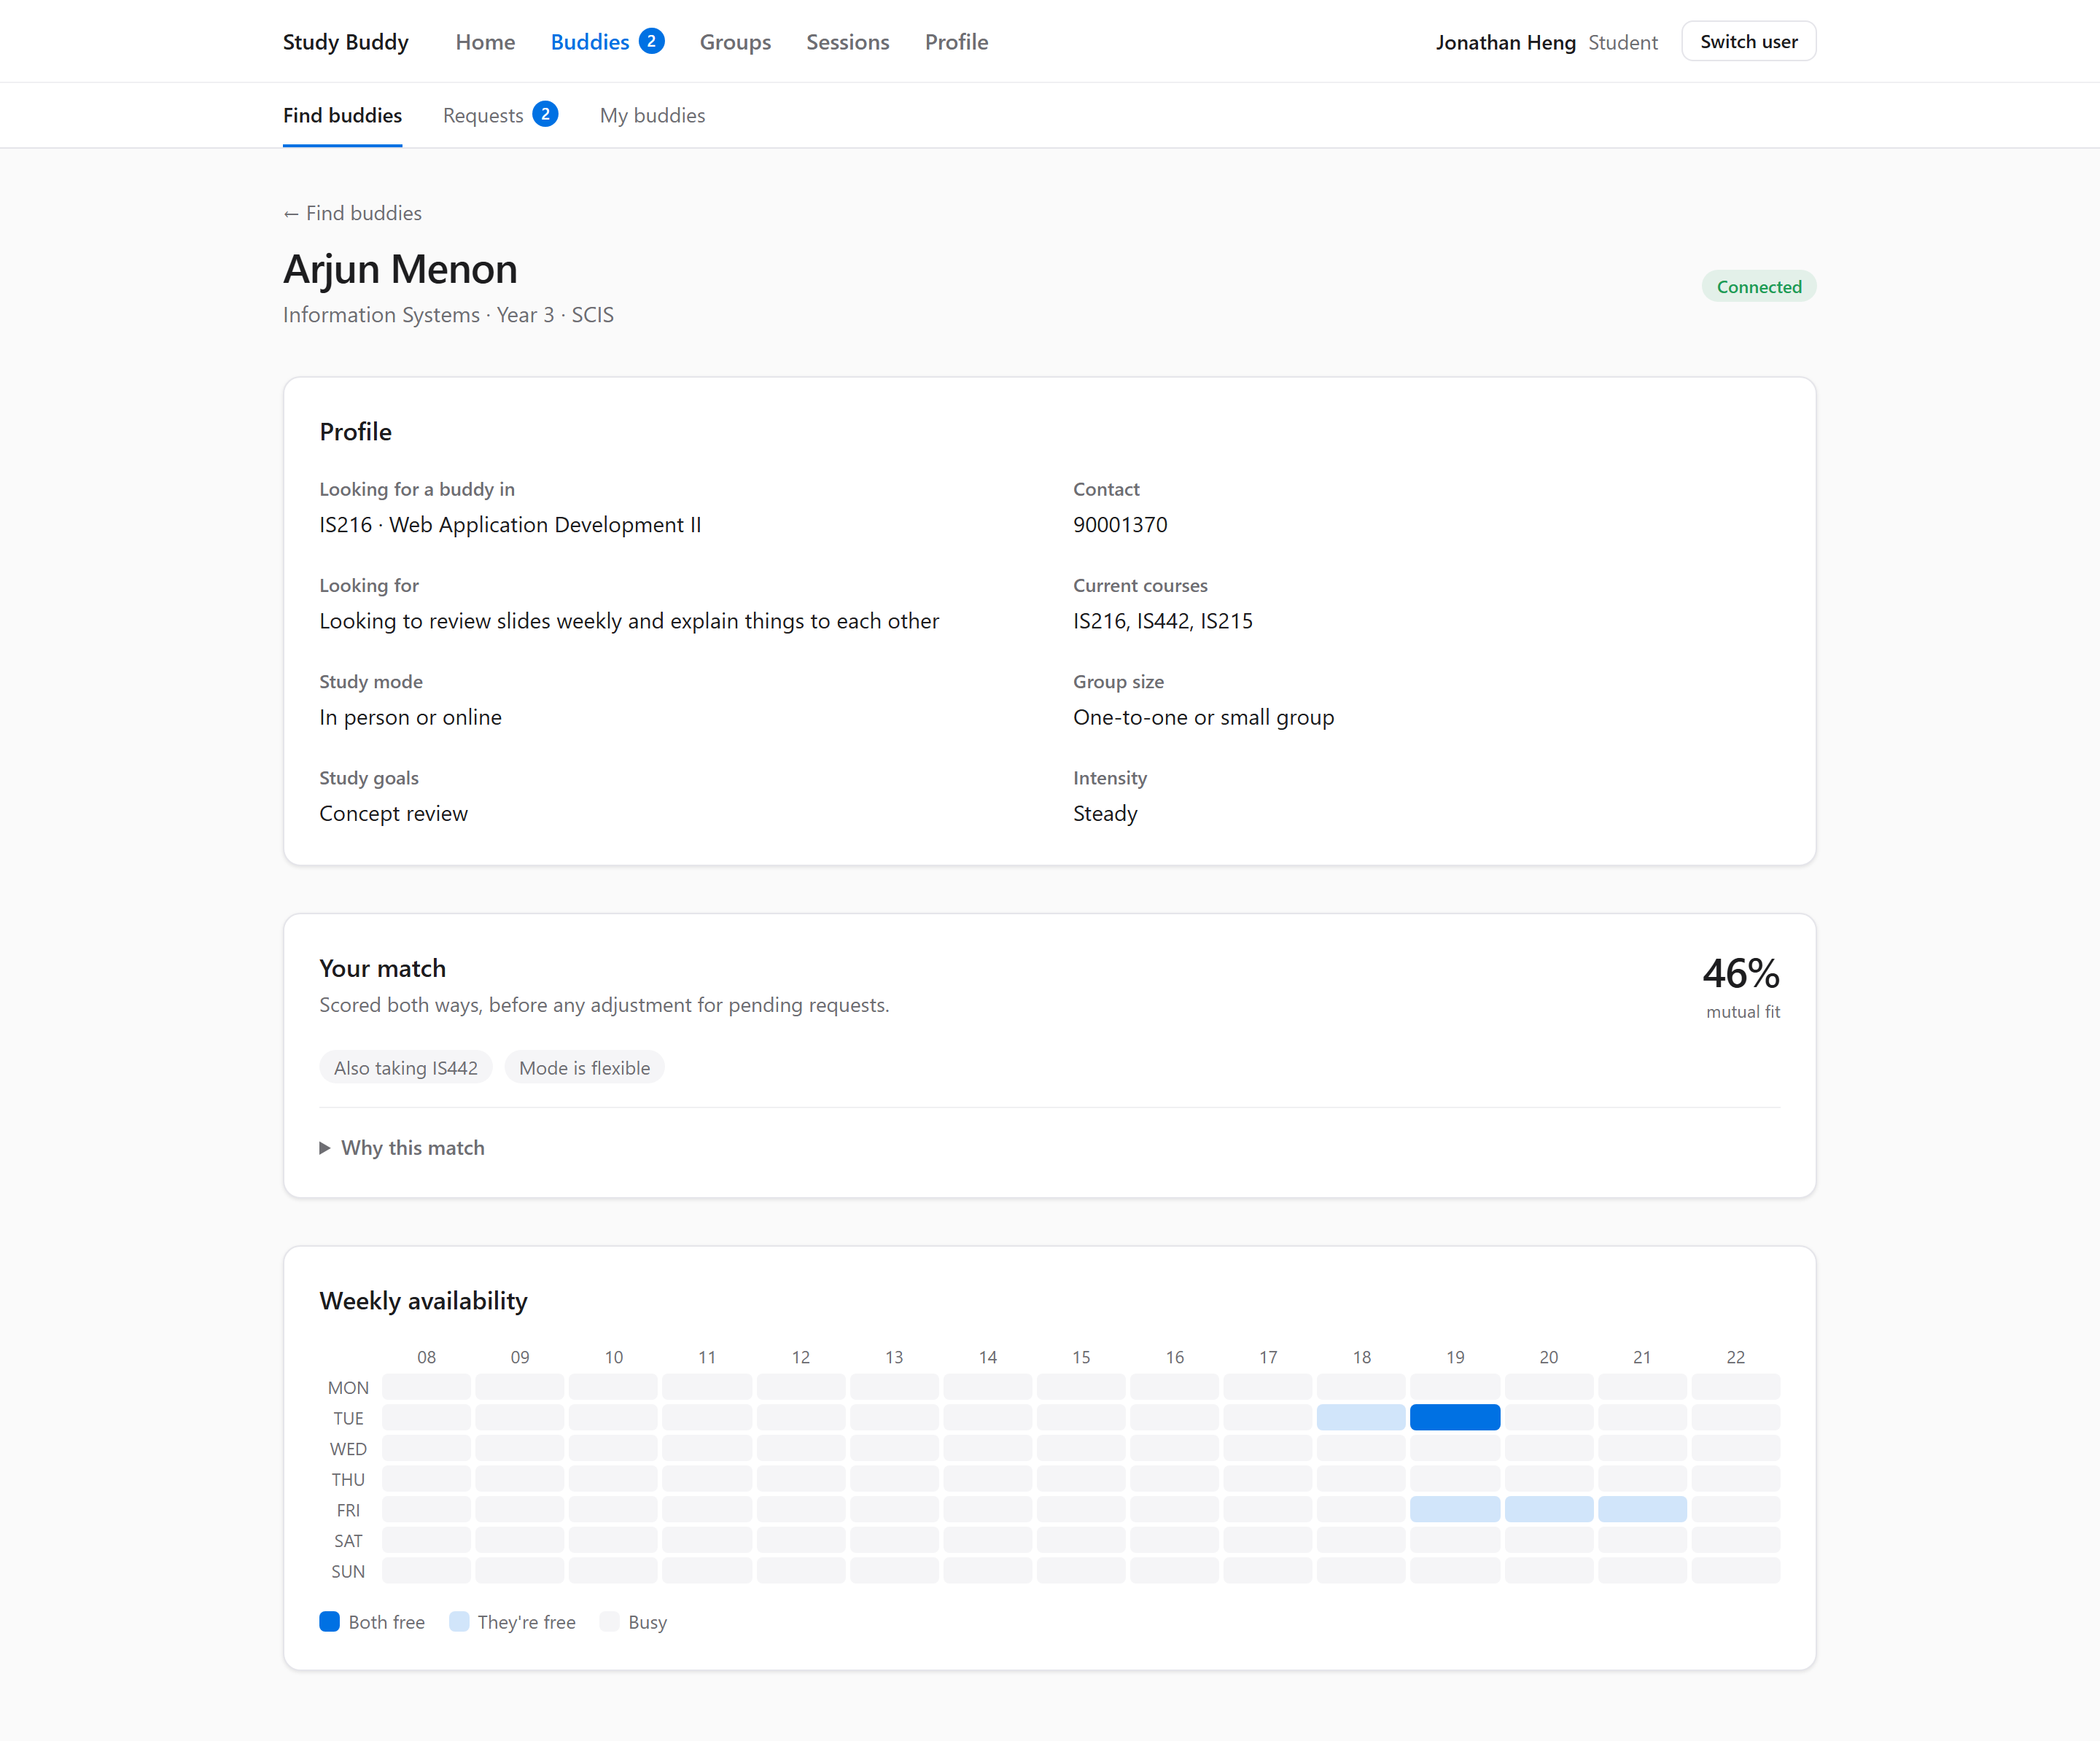 Study Buddy Home Buddies 2 Groups Sessions Profile Jonathan Heng Student Switch user
Find buddies Requests 2 My buddies
← Find buddies
Arjun Menon
Connected
Information Systems · Year 3 · SCIS
Profile
Looking for a buddy in
IS216 · Web Application Development II
Contact
90001370
Looking for
Looking to review slides weekly and explain things to each other
Current courses
IS216, IS442, IS215
Study mode
In person or online
Group size
One-to-one or small group
Study goals
Concept review
Intensity
Steady
Your match
46%
Scored both ways, before any adjustment for pending requests.
mutual fit
Also taking IS442 Mode is flexible
▶ Why this match
Weekly availability
08 09 10 11 12 13 14 15 16 17 18 19 20 21 22
MON
TUE
WED
THU
FRI
SAT
SUN
Both free They're free Busy